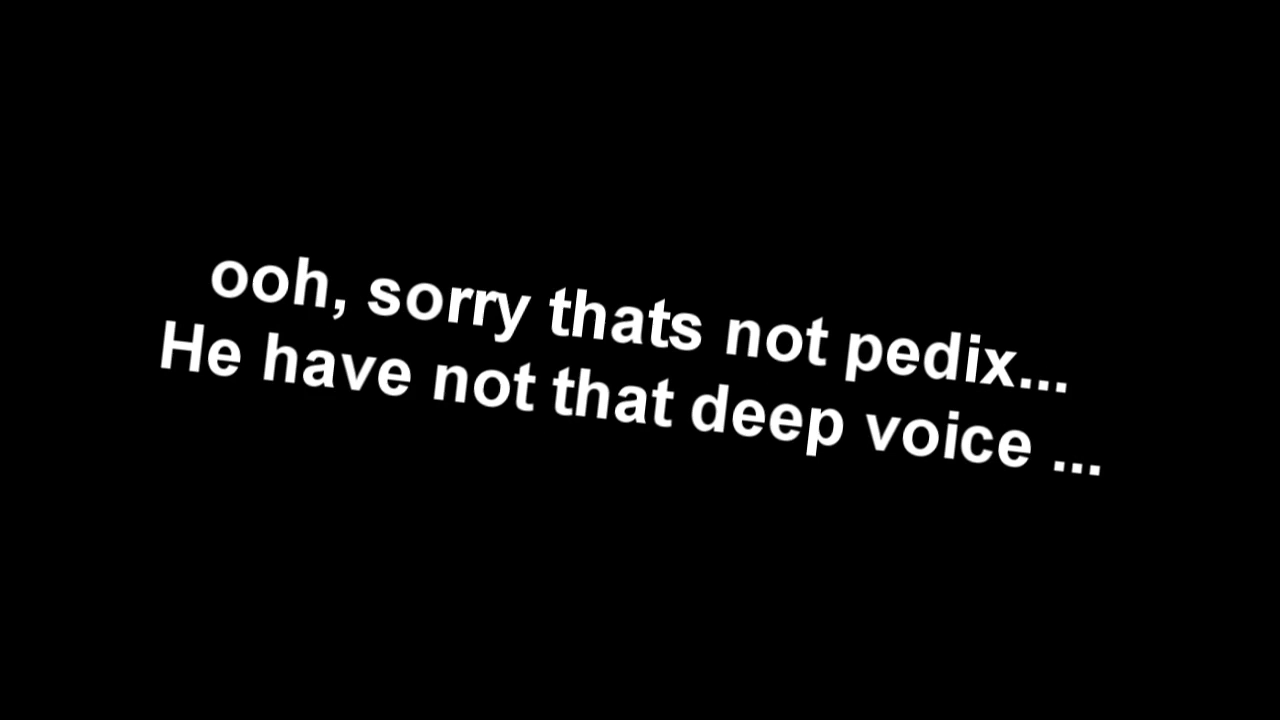 ooh, sorry thats not pedix...
He have not that deep voice ...